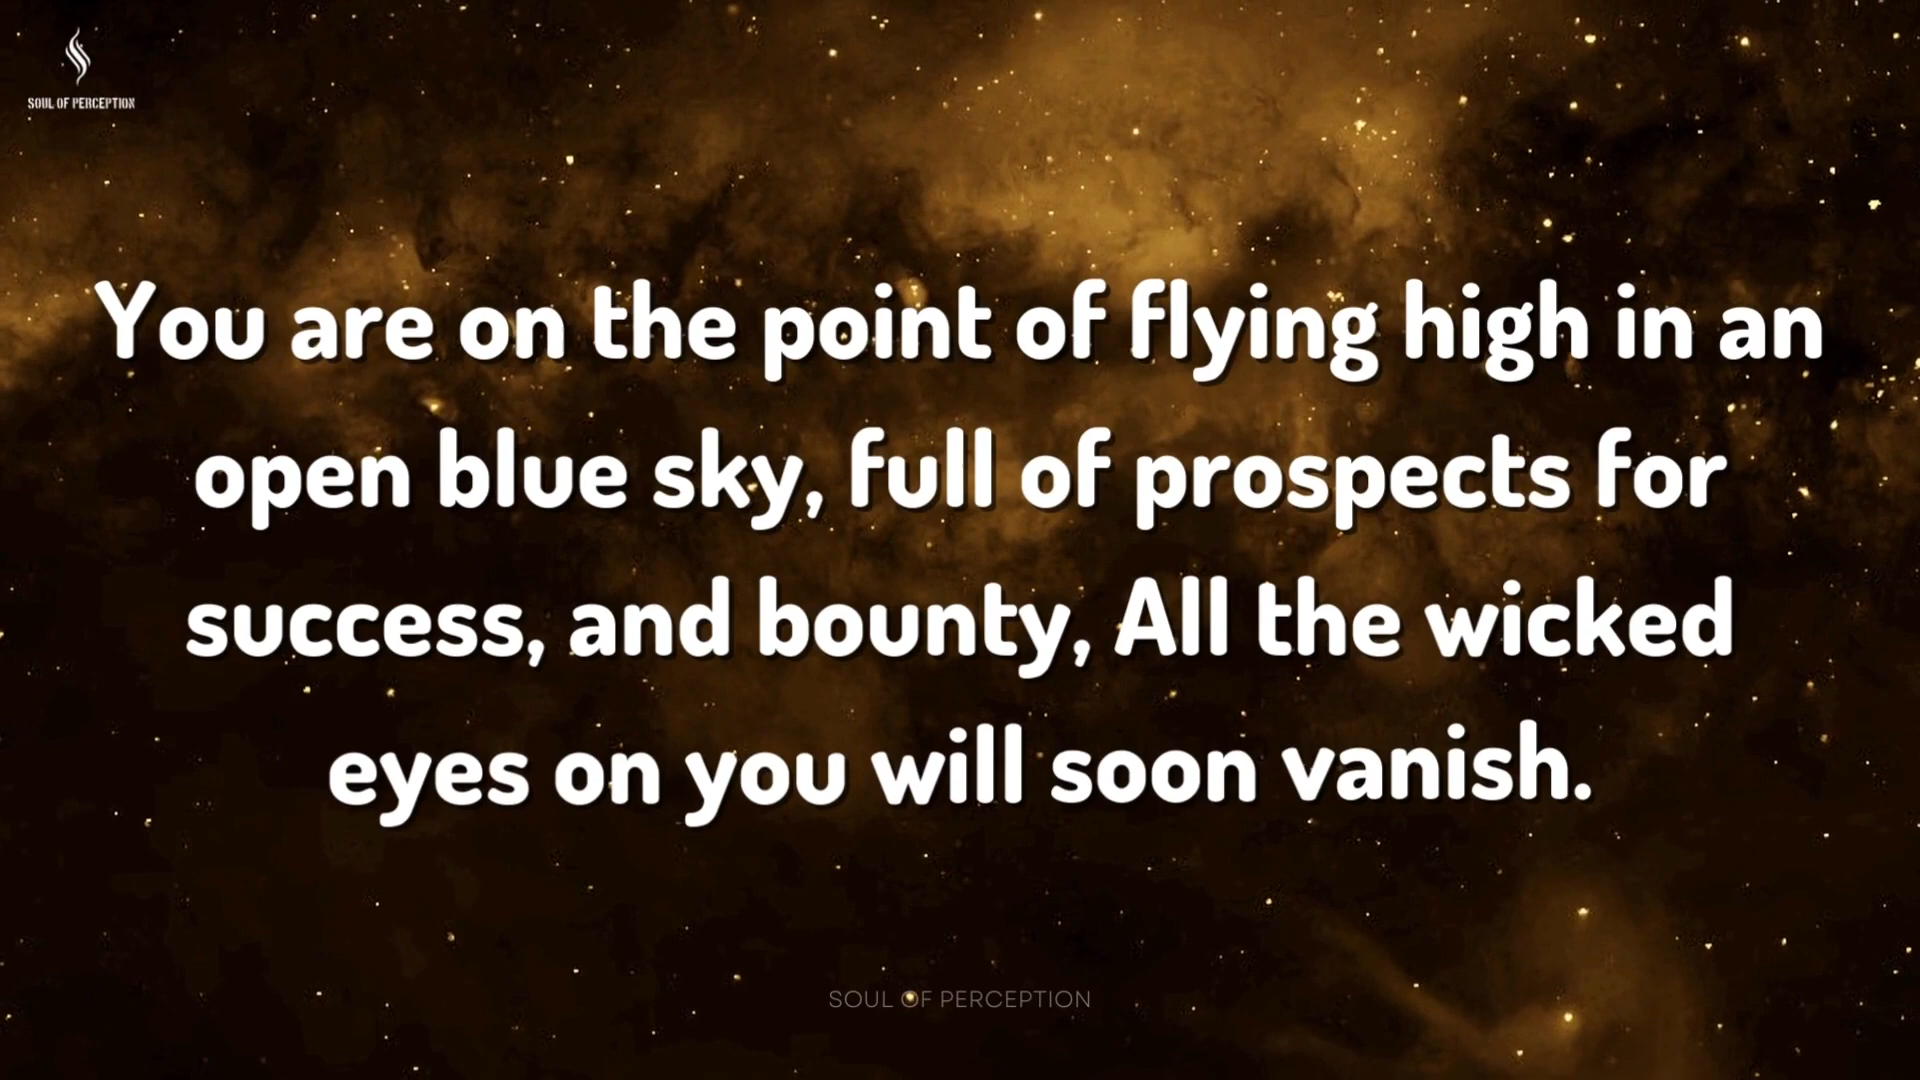 SOUL OF PERCEPTION
You are on the point of flying high in an
open blue sky, full of prospects for
success, and bounty, All the wicked
eyes on you will soon vanish.
SOUL OF PERCEPTION